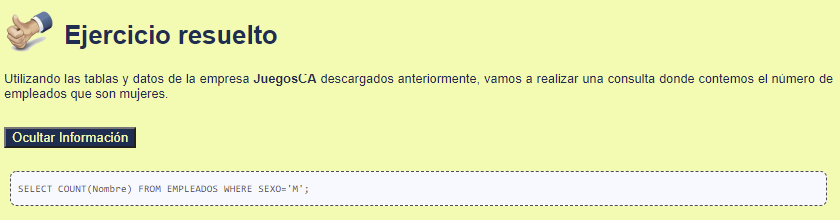 Ejercicio resuelto
Utilizando las tablas y datos de la empresa JuegosCA descargados anteriormente, vamos a realizar una consulta donde contemos el número de
empleados que son mujeres.
Ocultar Información
SELECT COUNT(Nombre) FROM EMPLEADOS WHERE SEXO='M';